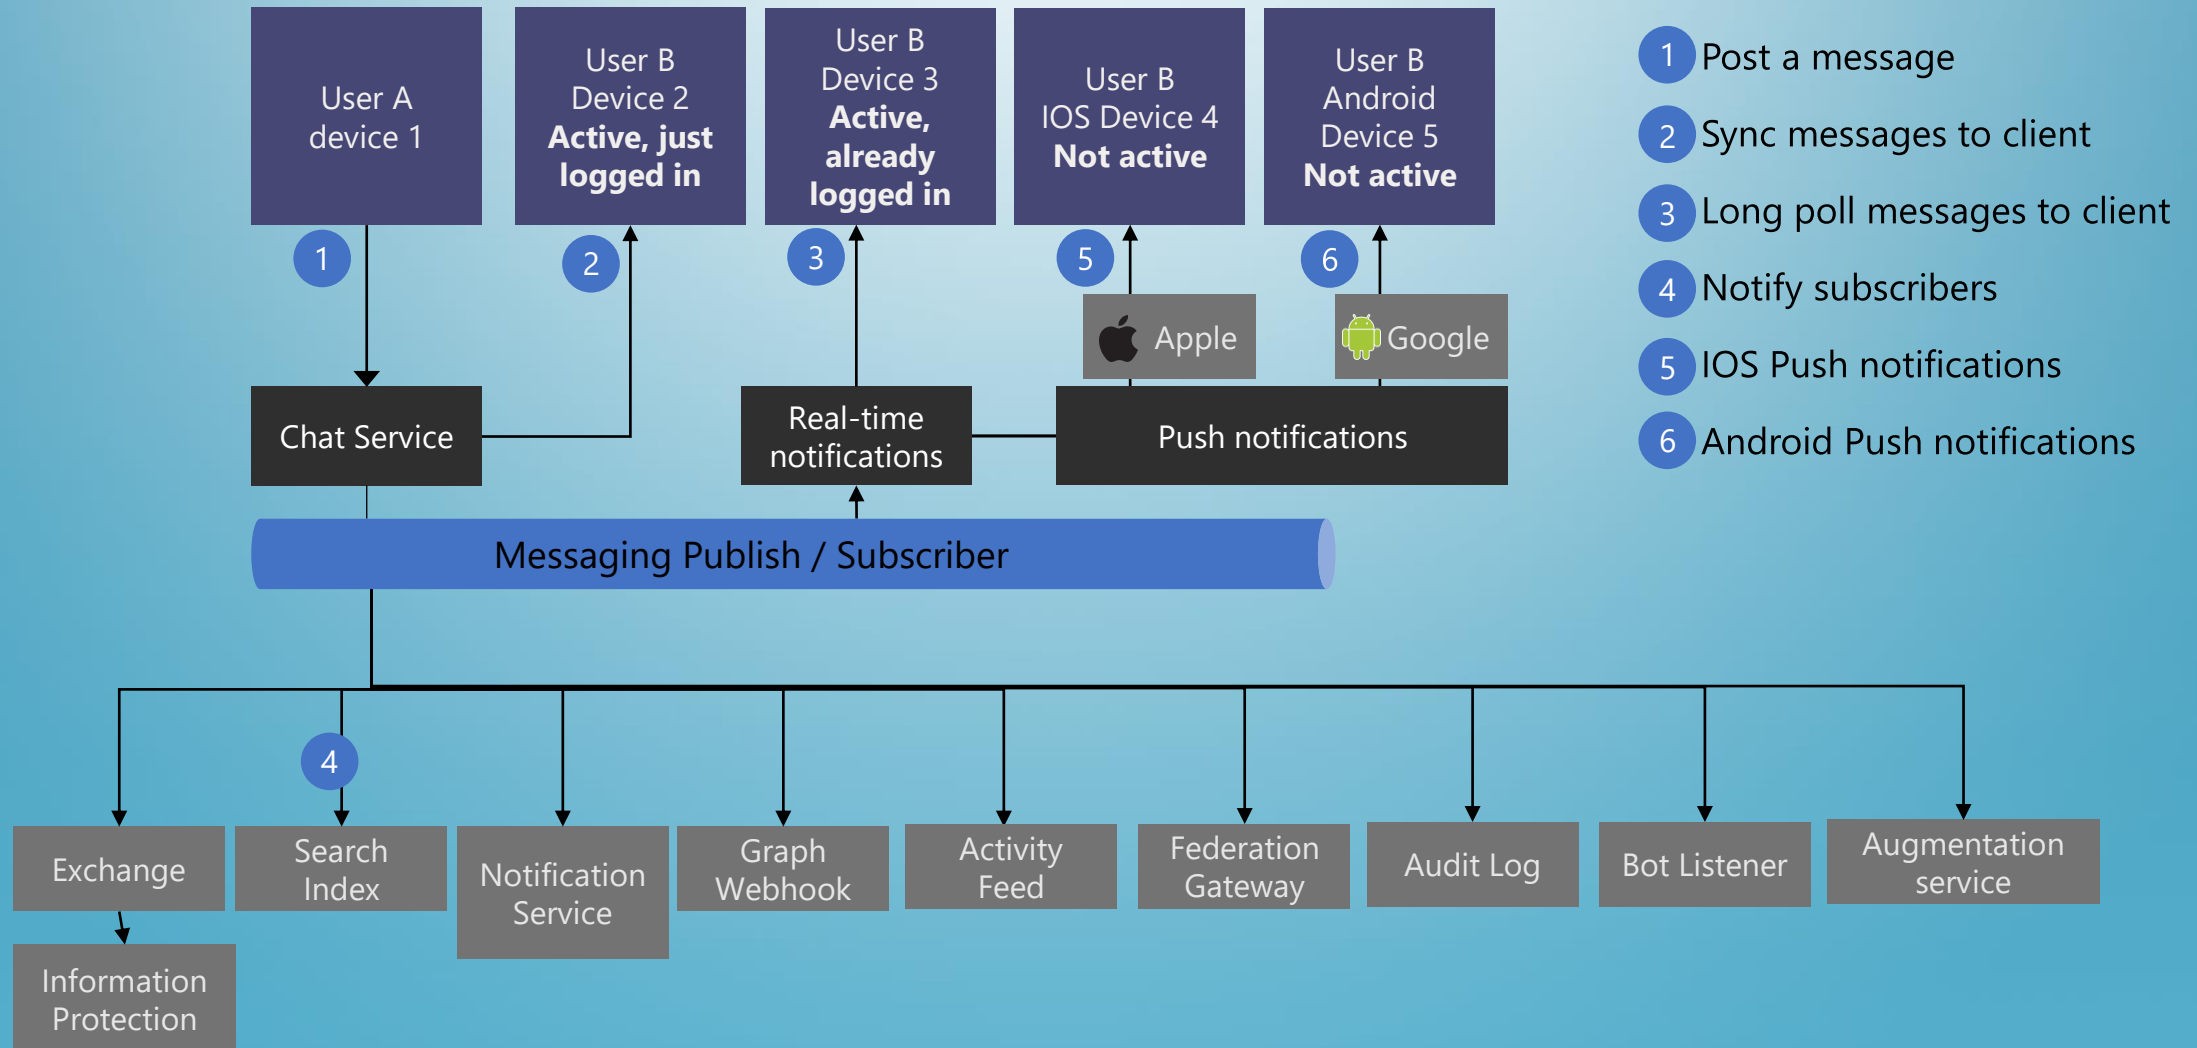 User A
device 1
User B
Device 2
Active, just
logged in
User B
Device 3
Active,
already
logged in
User B
IOS Device 4
Not active
User B
Android
Device 5
Not active
1 Post a message
2 Sync messages to client
3 Long poll messages to client
4 Notify subscribers
5 IOS Push notifications
6 Android Push notifications
1
2
3
5
6
Apple
Google
Chat Service
Real-time
notifications
Push notifications
Messaging Publish / Subscriber
4
Exchange
Search
Index
Notification
Service
Graph
Webhook
Activity
Feed
Federation
Gateway
Audit Log
Bot Listener
Augmentation
service
Information
Protection